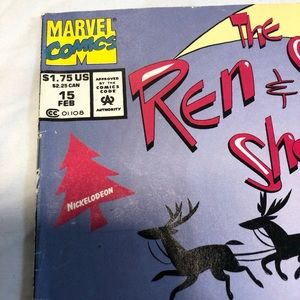 MARVEL
COMICS
M
$1.75 US
$2.25 CAN
15
FEB
CC 01108
APPROVED
BY THE
COMICS
CODE
CA
AUTHORITY
The
Ren &
Sh
NICKELODEON